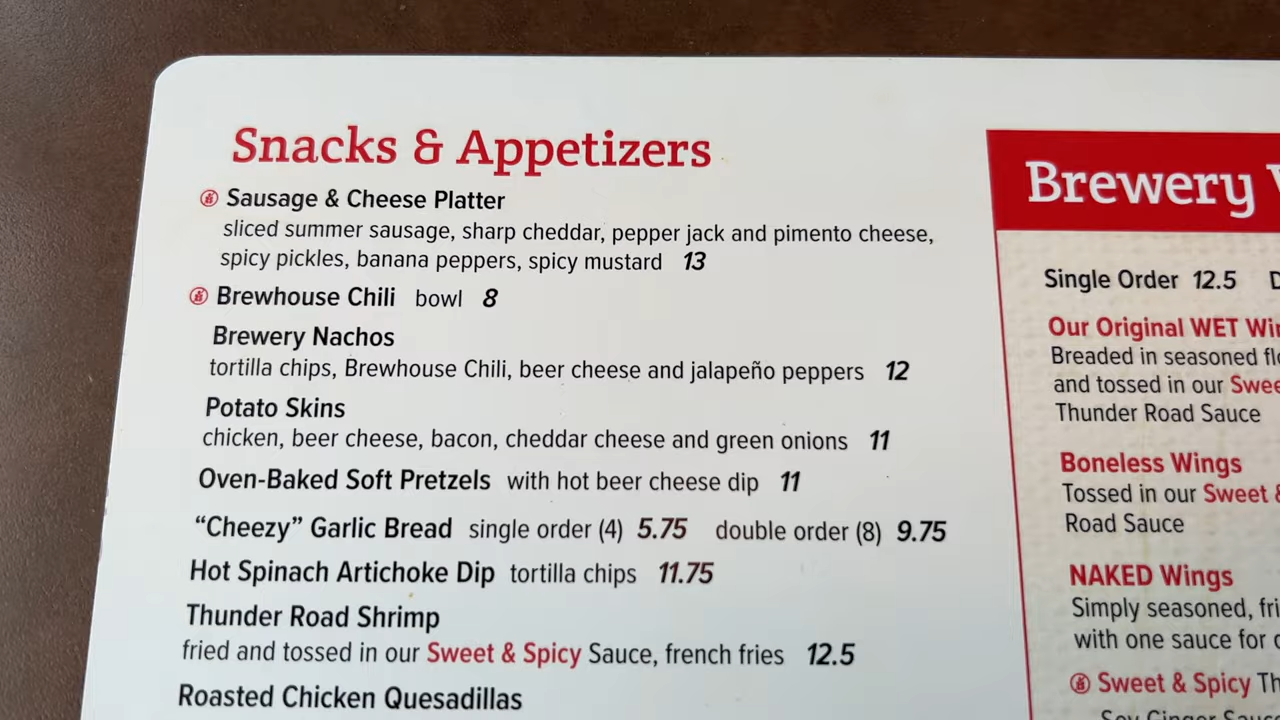 Snacks & Appetizers
Sausage & Cheese Platter
sliced summer sausage, sharp cheddar, pepper jack and pimento cheese,
spicy pickles, banana peppers, spicy mustard 13
Brewhouse Chili bowl 8
Brewery Nachos
tortilla chips, Brewhouse Chili, beer cheese and jalapeño peppers 12
Potato Skins
chicken, beer cheese, bacon, cheddar cheese and green onions 11
Oven-Baked Soft Pretzels with hot beer cheese dip 11
“Cheezy” Garlic Bread single order (4) 5.75 double order (8) 9.75
Hot Spinach Artichoke Dip tortilla chips 11.75
Thunder Road Shrimp
fried and tossed in our Sweet & Spicy Sauce, french fries 12.5
Roasted Chicken Quesadillas
Brewery
Single Order 12.5
Our Original WET
Breaded in seasoned
and tossed in our
Thunder Road Sauce
Boneless Wings
Tossed in our Sweet
Road Sauce
NAKED Wings
Simply seasoned,
with one sauce for
Sweet & Spicy
Soy Ginger